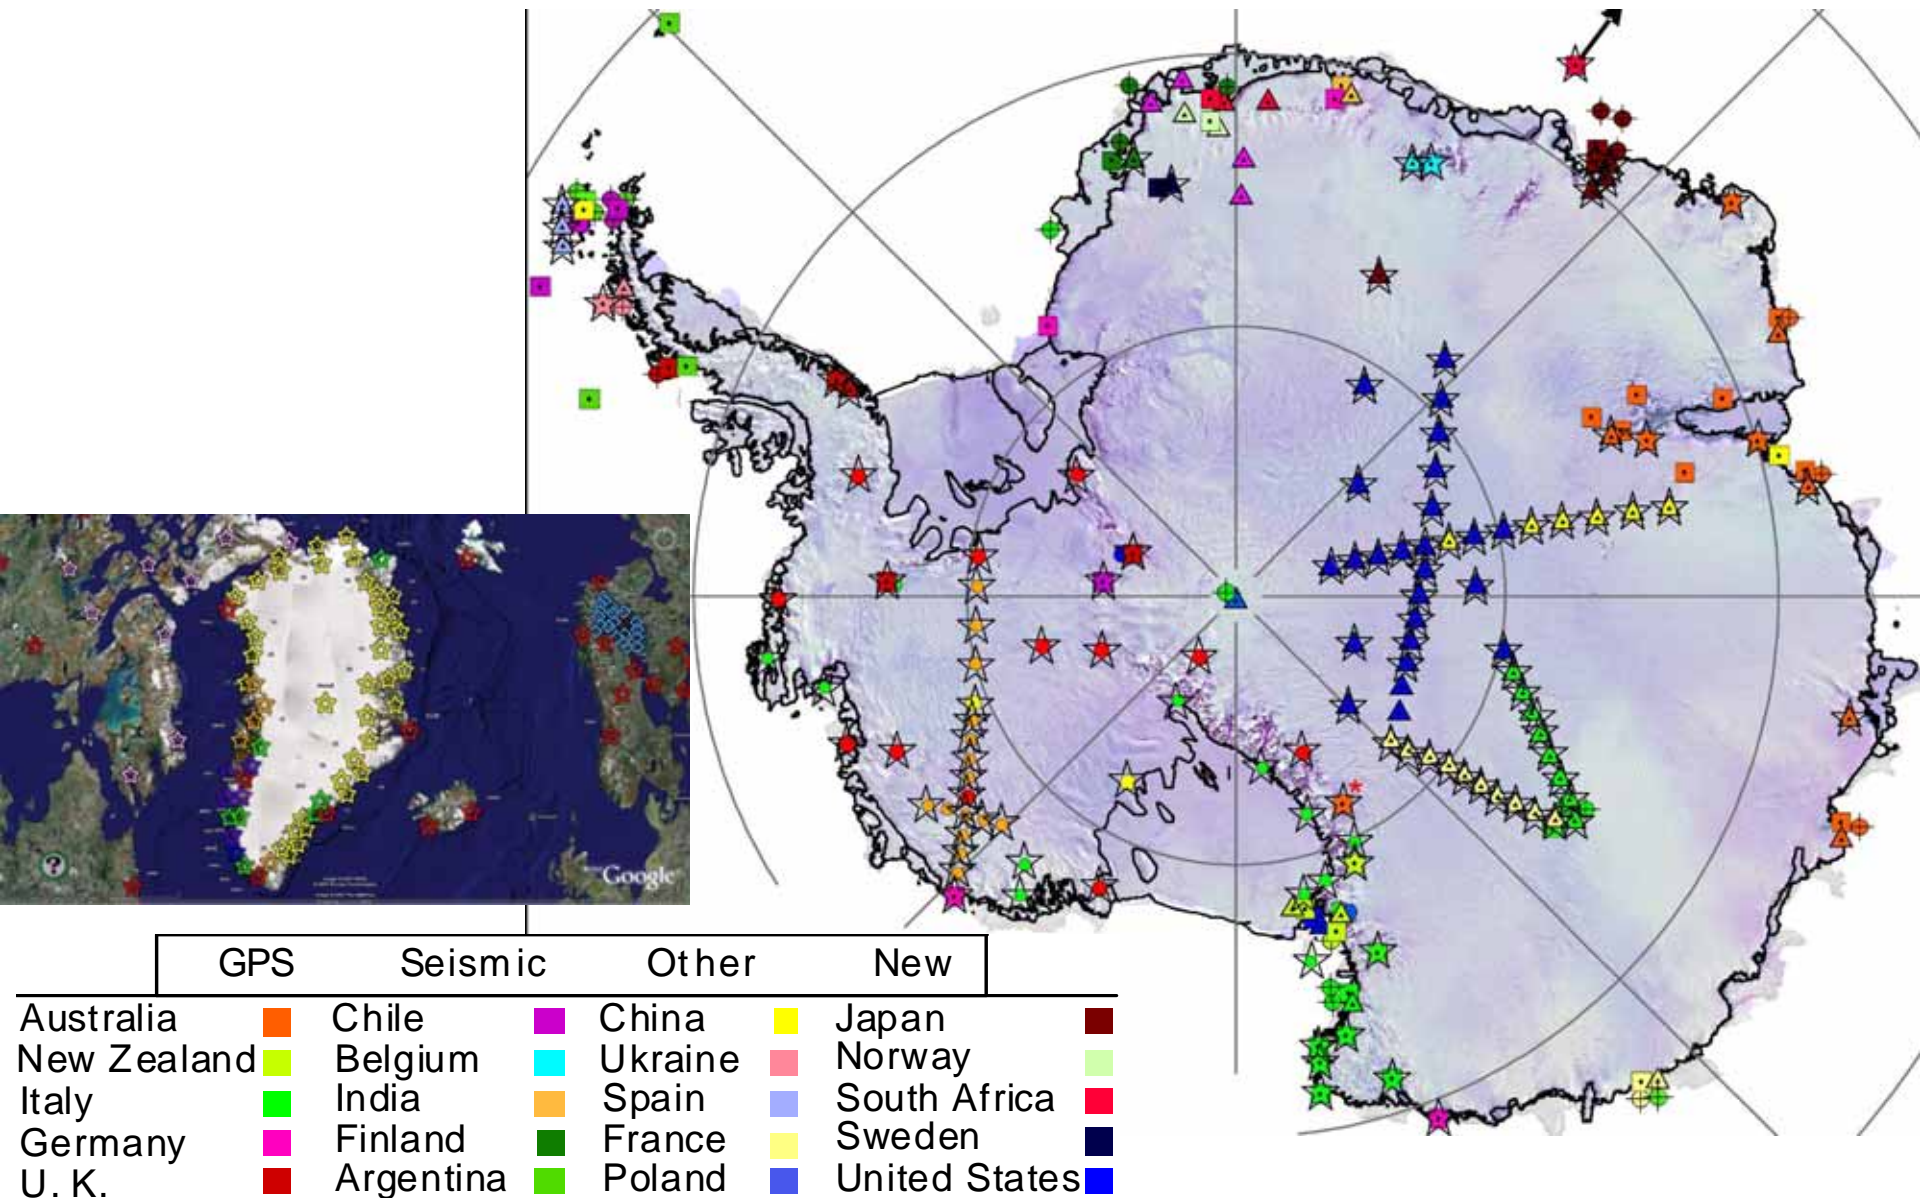 ?
Google
GPS Seismic Other New
Australia Chile China Japan
New Zealand Belgium Ukraine Norway
Italy India Spain South Africa
Germany Finland France Sweden
U. K. Argentina Poland United States
*